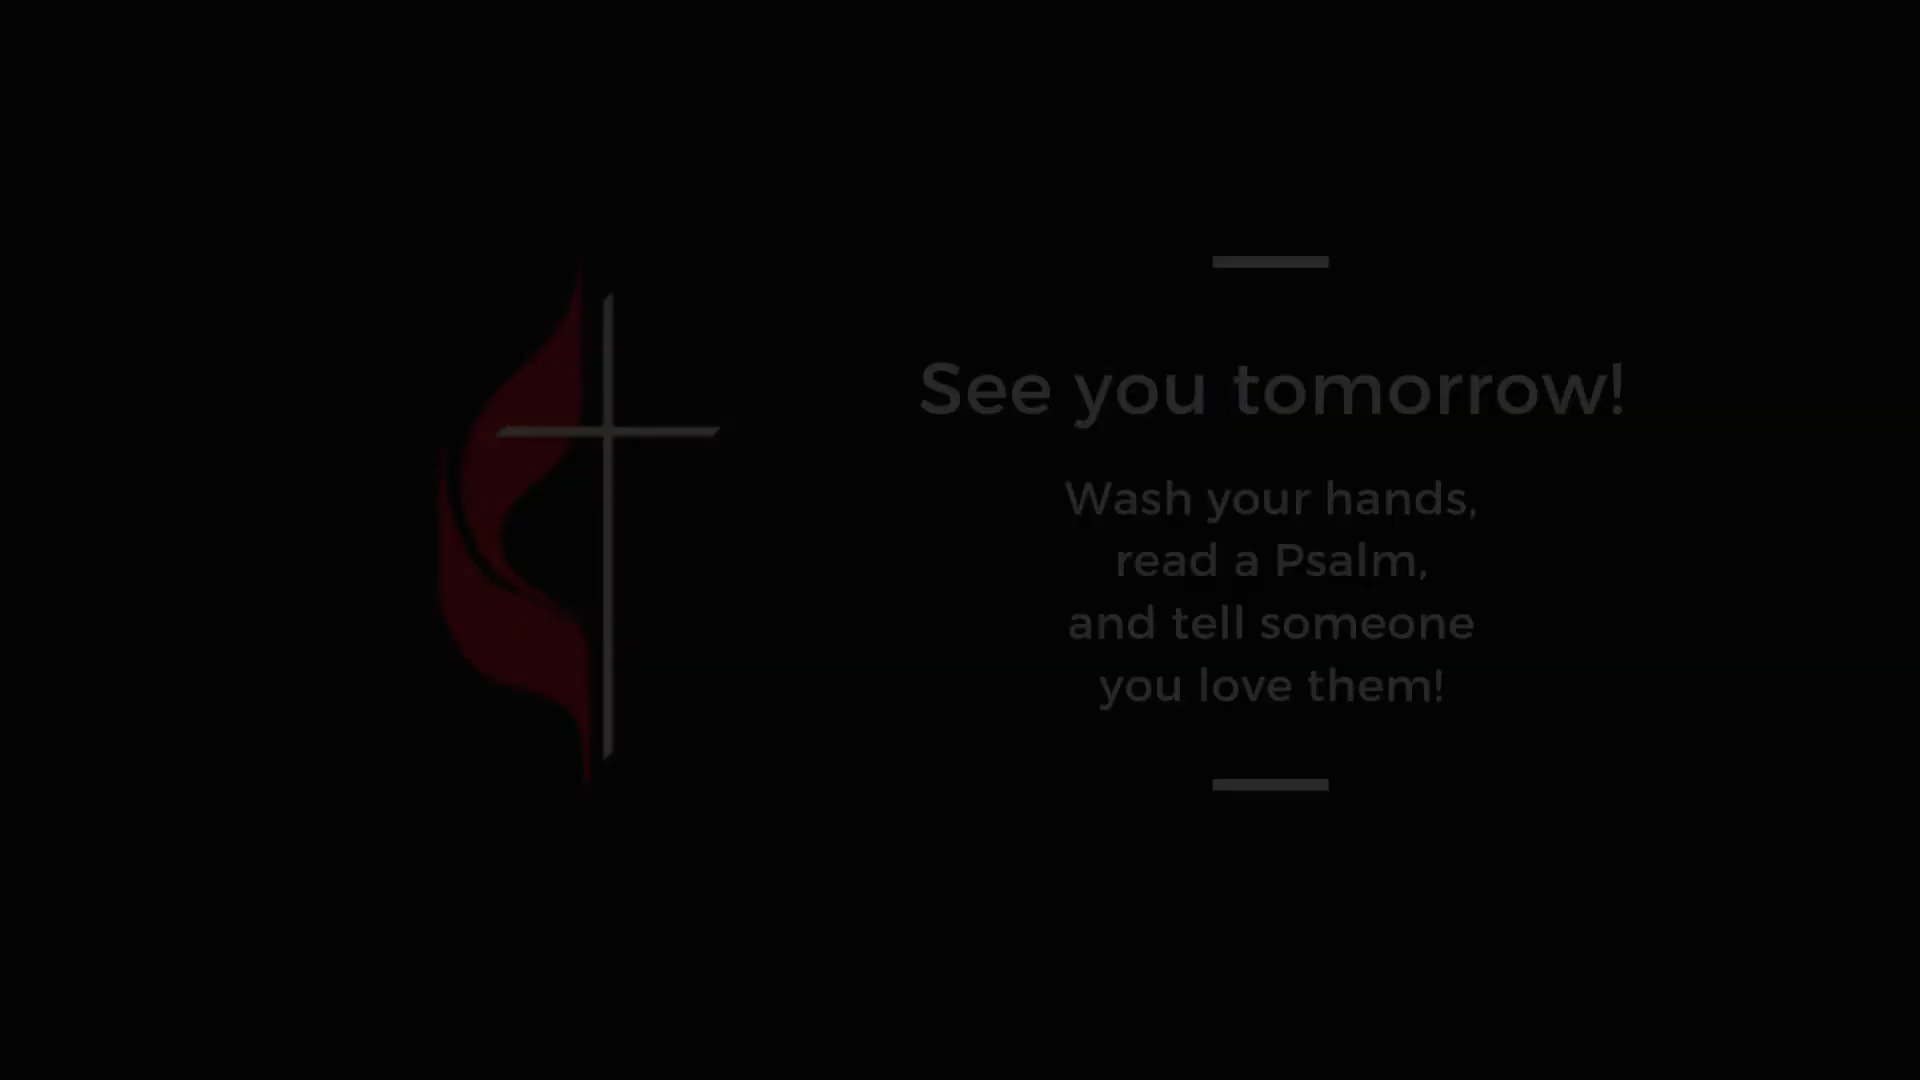 See you tomorrow!
Wash your hands,
read a Psalm,
and tell someone
you love them!